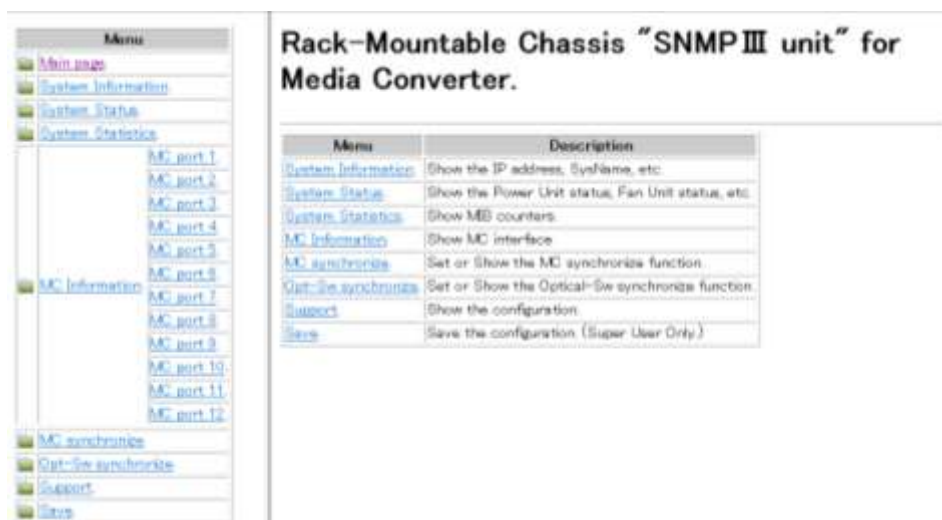 Menu
Main page
System Information
System Status
System Statistics
MC Information
MC port 1
MC port 2
MC port 3
MC port 4
MC port 5
MC port 6
MC port 7
MC port 8
MC port 9
MC port 10
MC port 11
MC port 12
MC synchronize
Opt-Sw synchronize
Support
Save
Rack-Mountable Chassis "SNMPⅢ unit" for
Media Converter.
Menu Description
System Information Show the IP address, SysName, etc
System Status Show the Power Unit status, Fan Unit status, etc.
System Statistics Show MIB counters
MC Information Show MC interface
MC synchronize Set or Show the MC synchronize function
Opt-Sw synchronize Set or Show the Optical-Sw synchronize function
Support Show the configuration
Save Save the configuration (Super User Only)